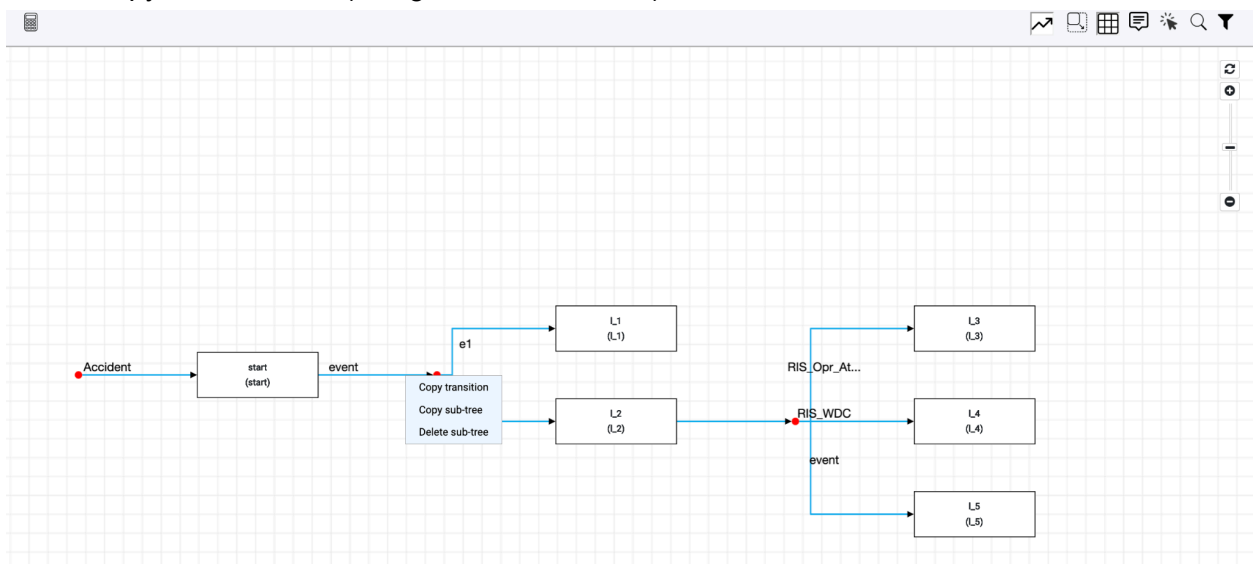 Accident
start
(start)
event
e1
Copy transition
Copy sub-tree
Delete sub-tree
I_1
(I_1)
I_2
(I_2)
RIS_Opr_At...
RIS_WDC
event
I_3
(I_3)
I_4
(I_4)
I_5
(I_5)